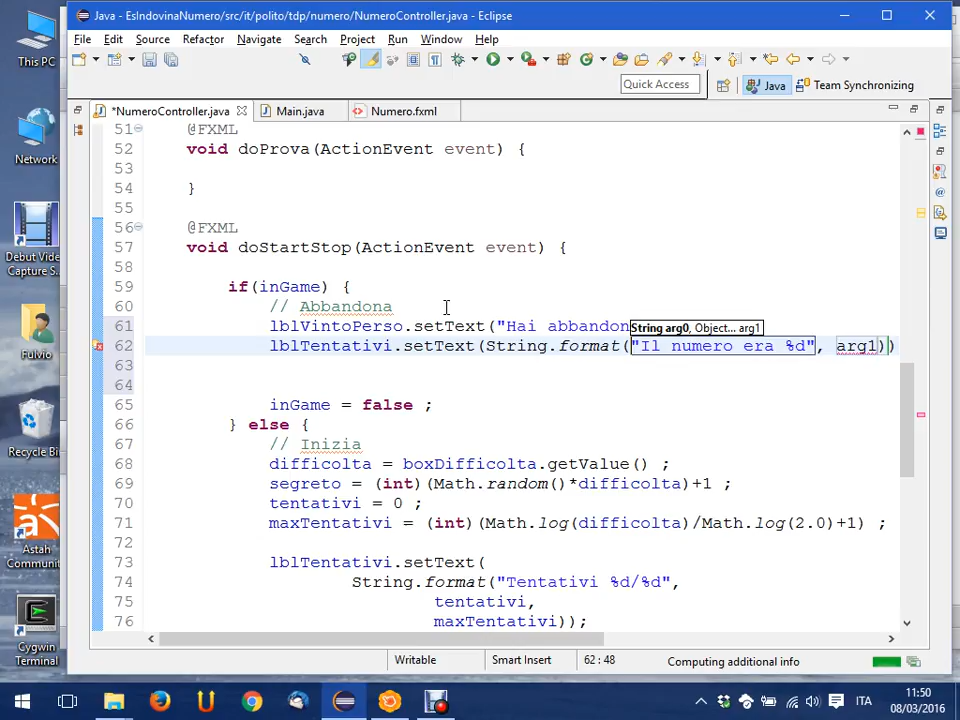 Java - EsIndovinaNumero/src/it/polito/tdp/numero/NumeroController.java - Eclipse
File Edit Source Refactor Navigate Search Project Run Window Help
Quick Access Java Team Synchronizing
*NumeroController.java Main.java Numero.fxml
51 @FXML
52 void doProva(ActionEvent event) {
53
54 }
55
56 @FXML
57 void doStartStop(ActionEvent event) {
58
59 if(inGame) {
60 // Abbandona
61 lblVintoPerso.setText("Hai abbandon
String arg0, Object... arg1
62 lblTentativi.setText(String.format("Il numero era %d", arg1))
63
64
65 inGame = false ;
66 } else {
67 // Inizia
68 difficolta = boxDifficolta.getValue() ;
69 segreto = (int)(Math.random()*difficolta)+1 ;
70 tentativi = 0 ;
71 maxTentativi = (int)(Math.log(difficolta)/Math.log(2.0)+1) ;
72
73 lblTentativi.setText(
74 String.format("Tentativi %d/%d",
75 tentativi,
76 maxTentativi));
Writable Smart Insert 62 : 48 Computing additional info
This PC
Network
Debut Video
Capture S...
Fulvio
Recycle Bin
Astah
Communit
Cygwin
Terminal
ITA
11:50
08/03/2016